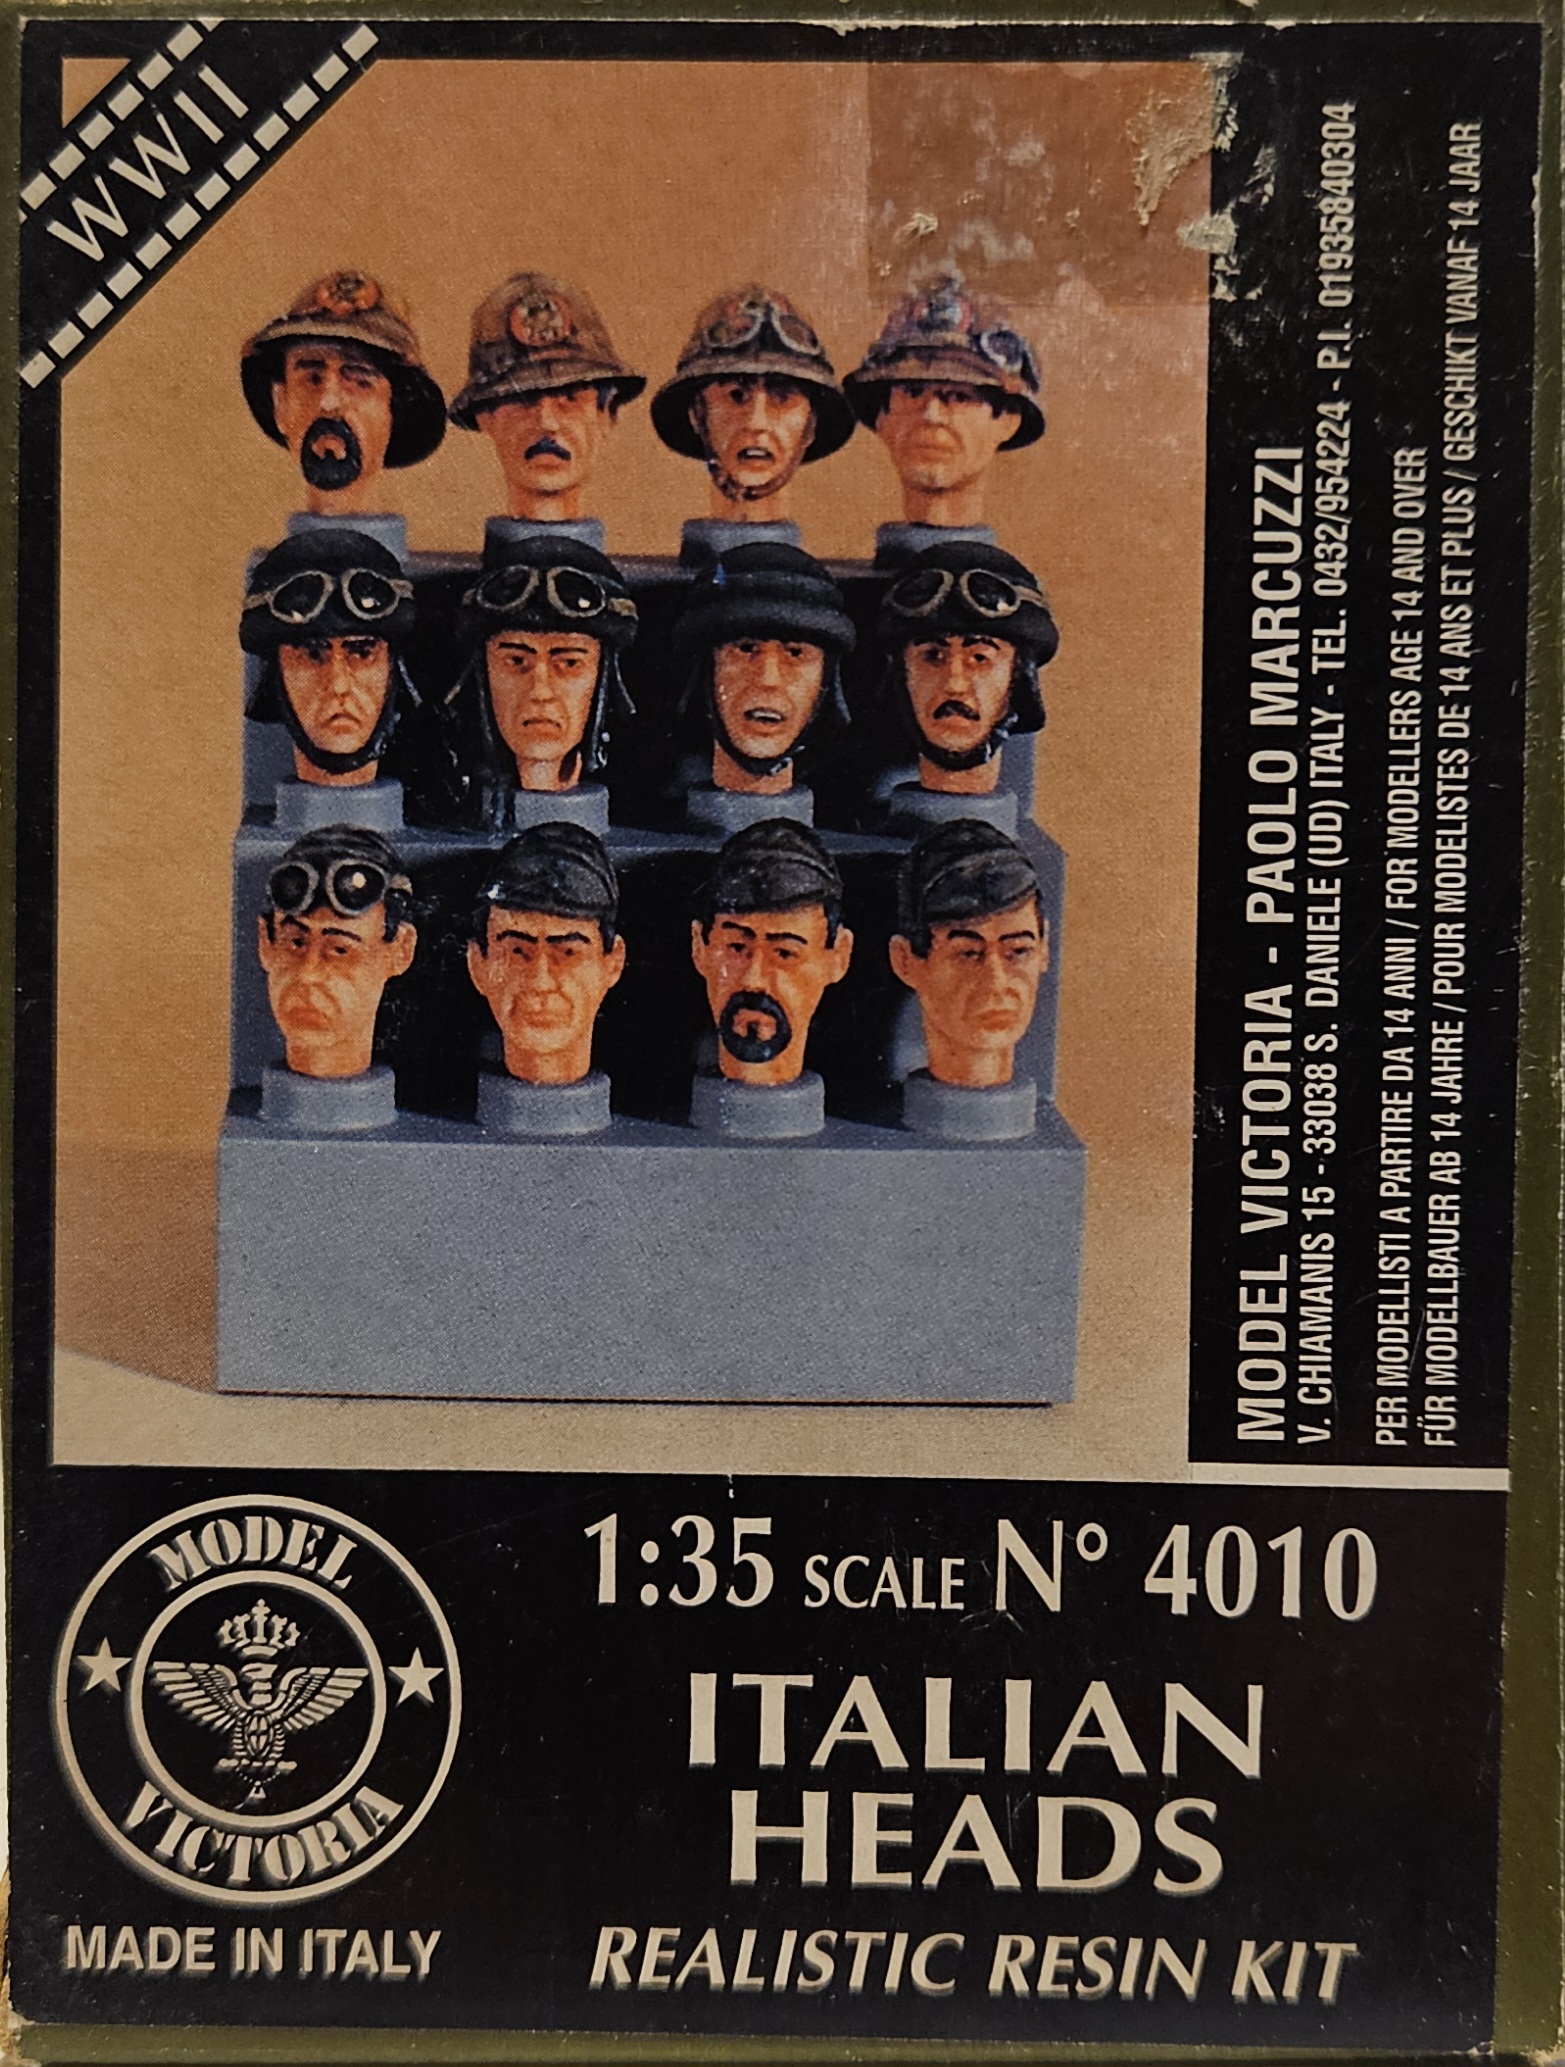 WWII
MODEL VICTORIA - PAOLO MARCUZZI
V. CHIAMANIS 15 - 33038 S. DANIELE (UD) ITALY - TEL. 0432/954224 - P.I. 01935840304
PER MODELLISTI A PARTIRE DA 14 ANNI / FOR MODELLERS AGE 14 AND OVER
FÜR MODELLBAUER AB 14 JAHRE / POUR MODELISTES DE 14 ANS ET PLUS / GESCHIKT VANAF 14 JAAR
MODEL
VICTORIA
MADE IN ITALY
1:35 SCALE N° 4010
ITALIAN
HEADS
REALISTIC RESIN KIT